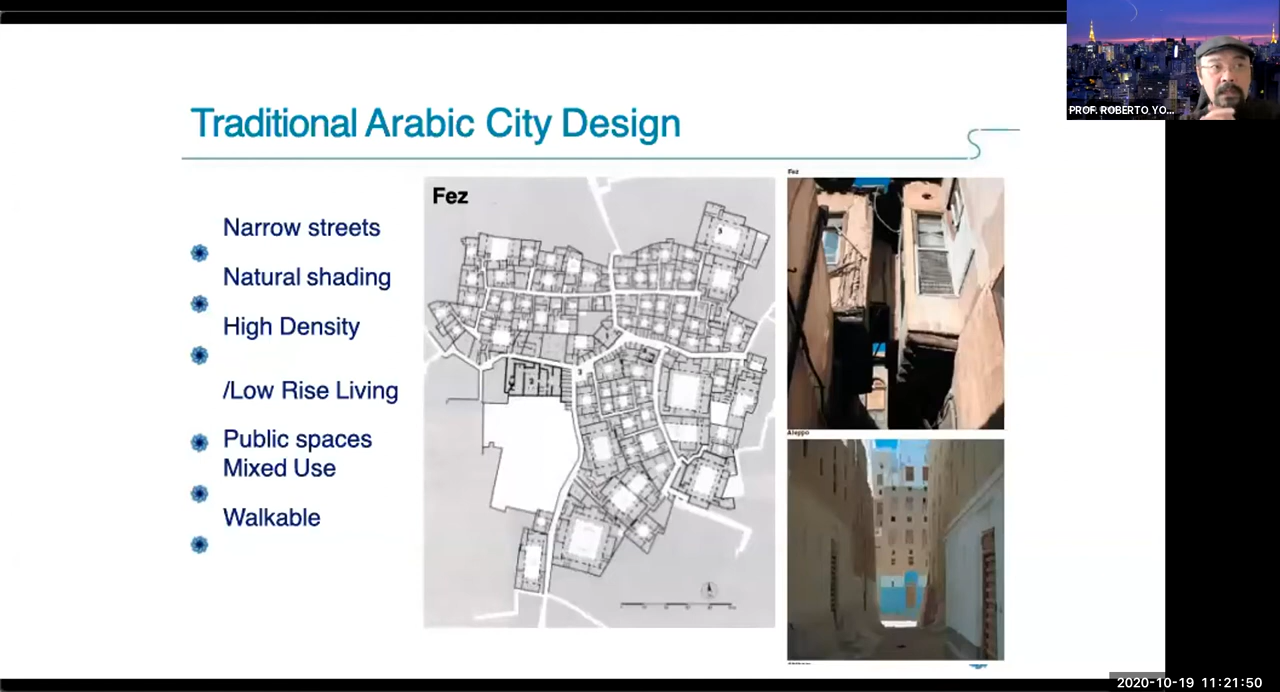 PROF. ROBERTO YO...
Traditional Arabic City Design
Narrow streets
Natural shading
High Density
/Low Rise Living
Public spaces
Mixed Use
Walkable
Fez
Fez
Aleppo
2020-10-19 11:21:50